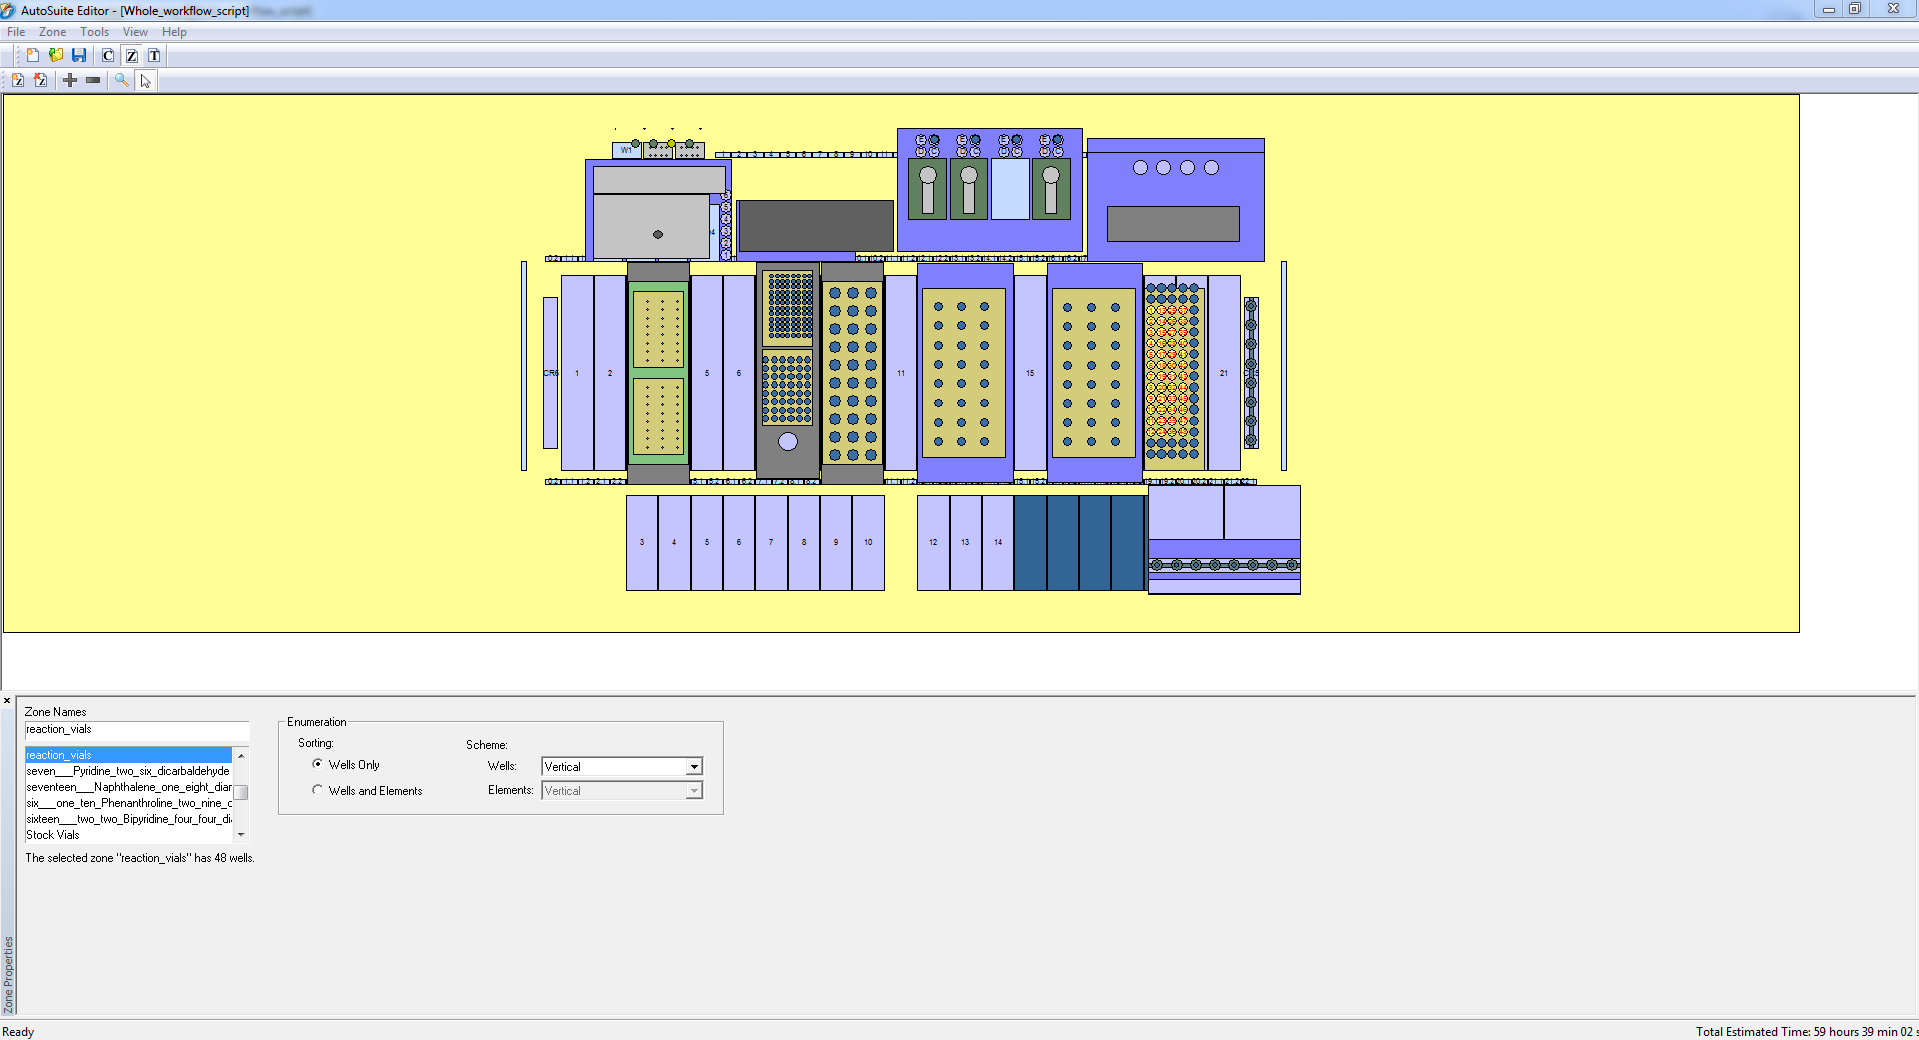 AutoSuite Editor - [Whole_workflow_script]
File Zone Tools View Help
C Z T
W1
CR6 1 2 5 6 11 15 21
3 4 5 6 7 8 9 10 12 13 14
Zone Names
reaction_vials
reaction_vials
seven___Pyridine_two_six_dicarbaldehyde
seventeen___Naphthalene_one_eight_diar
six___one_ten_Phenanthroline_two_nine_c
sixteen___two_two_Bipyridine_four_four_di
Stock Vials
The selected zone "reaction_vials" has 48 wells.
Enumeration
Sorting:
Wells Only
Wells and Elements
Scheme:
Wells: Vertical
Elements: Vertical
Zone Properties
Ready
Total Estimated Time: 59 hours 39 min 02 s